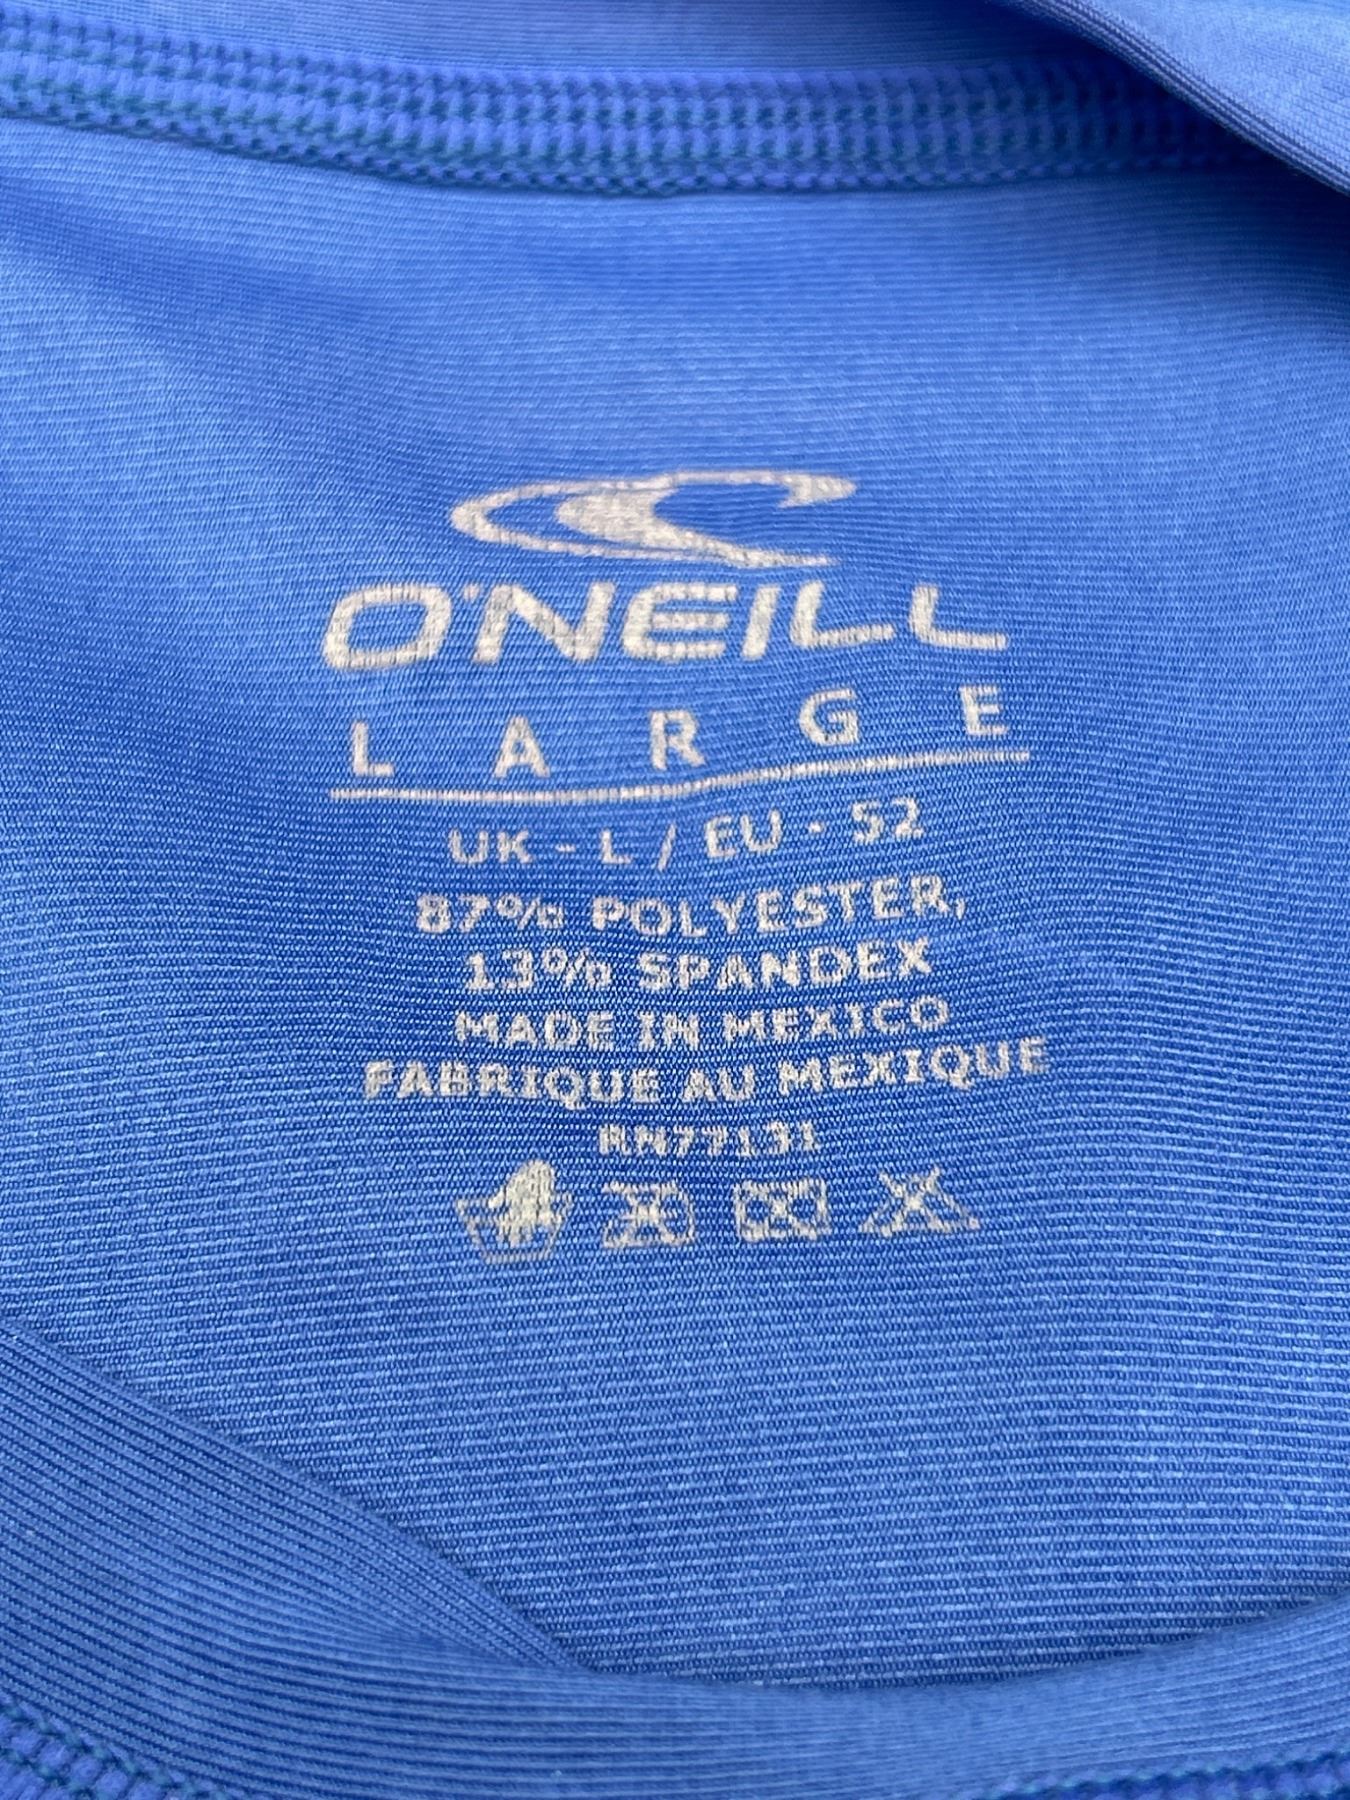 O'NEILL
LARGE
UK - L / EU - 52
87% POLYESTER,
13% SPANDEX
MADE IN MEXICO
FABRIQUE AU MEXIQUE
RN77131